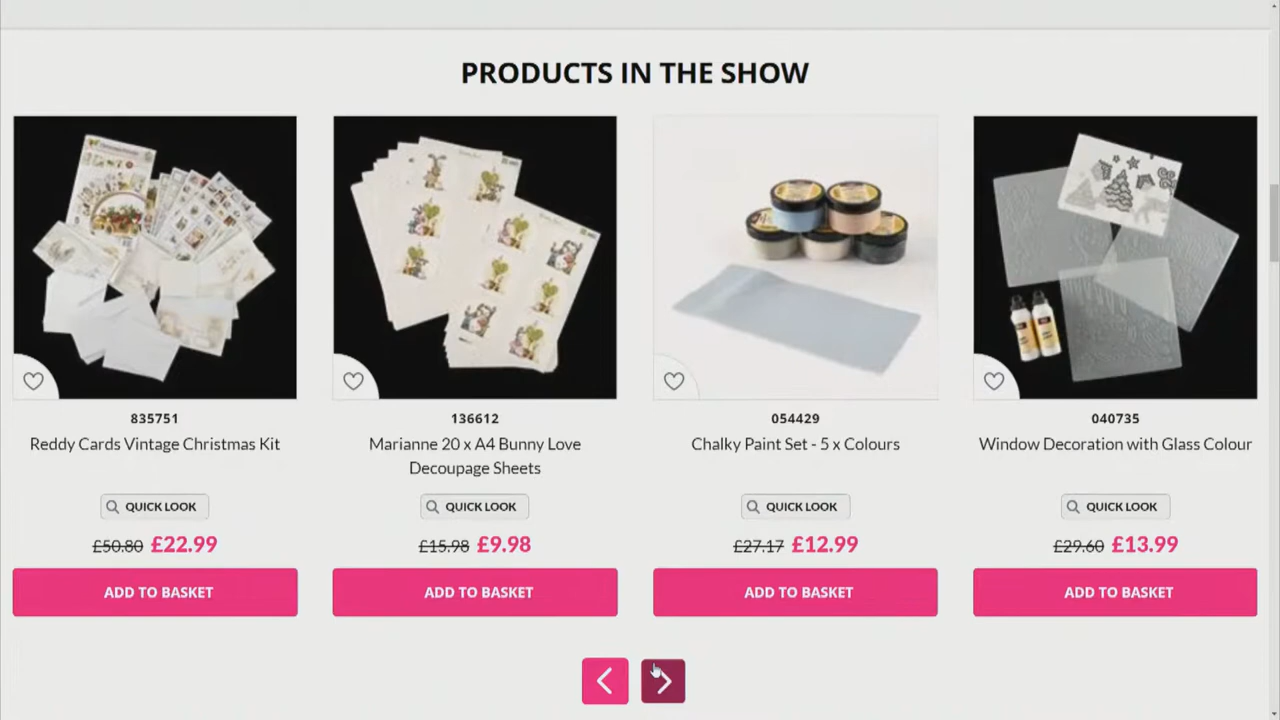 PRODUCTS IN THE SHOW
835751
Reddy Cards Vintage Christmas Kit
QUICK LOOK
£50.80 £22.99
ADD TO BASKET
136612
Marianne 20 x A4 Bunny Love
Decoupage Sheets
QUICK LOOK
£15.98 £9.98
ADD TO BASKET
054429
Chalky Paint Set - 5 x Colours
QUICK LOOK
£27.17 £12.99
ADD TO BASKET
040735
Window Decoration with Glass Colour
QUICK LOOK
£29.60 £13.99
ADD TO BASKET